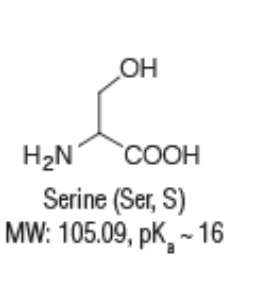 OH
H₂N
COOH
Serine (Ser, S)
MW: 105.09, pKₐ ~ 16